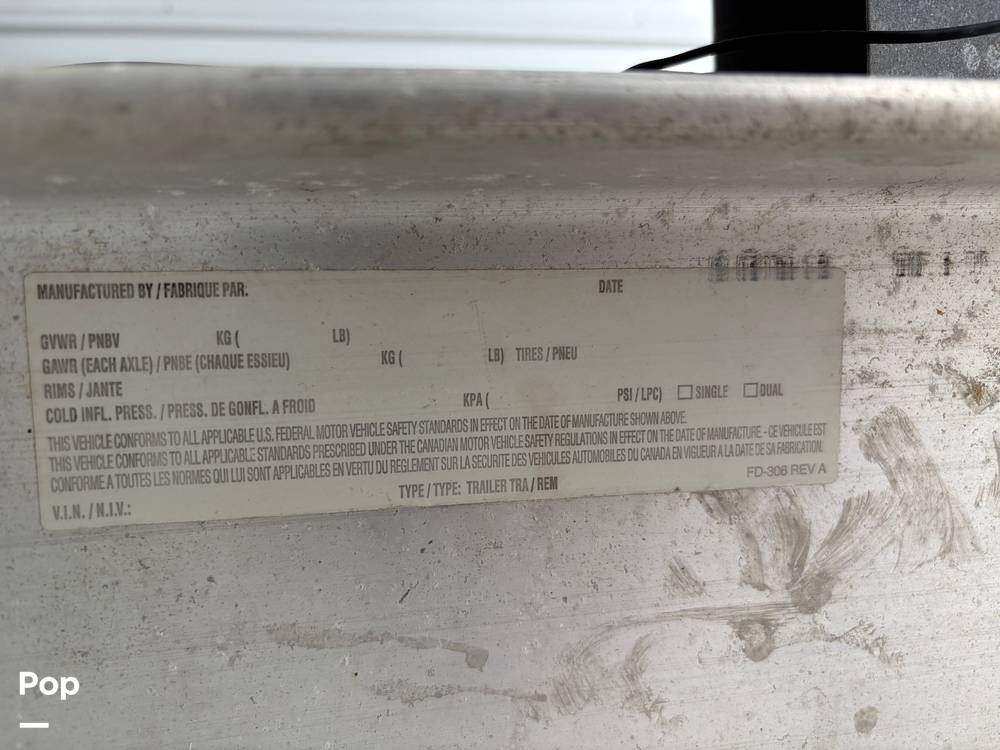 MANUFACTURED BY / FABRIQUE PAR. DATE
GVWR / PNBV KG ( LB)
GAWR (EACH AXLE) / PNBE (CHAQUE ESSIEU) KG ( LB) TIRES / PNEU
RIMS / JANTE
COLD INFL. PRESS. / PRESS. DE GONFL. A FROID KPA ( PSI / LPC) SINGLE DUAL
THIS VEHICLE CONFORMS TO ALL APPLICABLE U.S. FEDERAL MOTOR VEHICLE SAFETY STANDARDS IN EFFECT ON THE DATE OF MANUFACTURE SHOWN ABOVE.
THIS VEHICLE CONFORMS TO ALL APPLICABLE STANDARDS PRESCRIBED UNDER THE CANADIAN MOTOR VEHICLE SAFETY REGULATIONS IN EFFECT ON THE DATE OF MANUFACTURE - CE VÉHICULE EST
CONFORME A TOUTES LES NORMES QUI LUI SONT APPLICABLES EN VERTU DU REGLEMENT SUR LA SECURITE DES VEHICULES AUTOMOBILES DU CANADA EN VIGUEUR A LA DATE DE SA FABRICATION.
FD-306 REV A
V.I.N. / N.I.V.: TYPE / TYPE: TRAILER TRA / REM
Pop